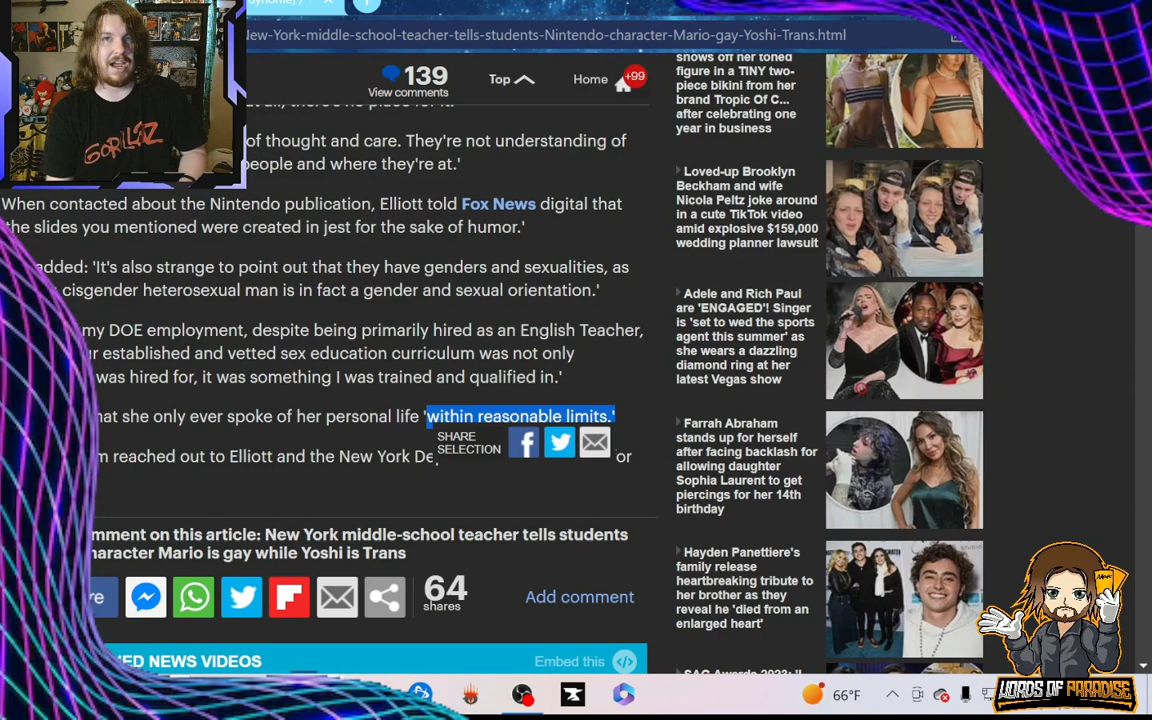 New-York-middle-school-teacher-tells-students-Nintendo-character-Mario-gay-Yoshi-Trans.html
139
View comments
Top
Home
+99
GORILLAZ
of thought and care. They're not understanding of
people and where they're at.'
When contacted about the Nintendo publication, Elliott told Fox News digital that
the slides you mentioned were created in jest for the sake of humor.'
added: 'It's also strange to point out that they have genders and sexualities, as
cisgender heterosexual man is in fact a gender and sexual orientation.'
my DOE employment, despite being primarily hired as an English Teacher,
established and vetted sex education curriculum was not only
was hired for, it was something I was trained and qualified in.'
that she only ever spoke of her personal life 'within reasonable limits.'
SHARE
SELECTION
reached out to Elliott and the New York
or
comment on this article: New York middle-school teacher tells students
character Mario is gay while Yoshi is Trans
64
shares
Add comment
NEWS VIDEOS
Embed this
shows off her toned
figure in a TINY two-
piece bikini from her
brand Tropic Of C...
after celebrating one
year in business
Loved-up Brooklyn
Beckham and wife
Nicola Peltz joke around
in a cute TikTok video
amid explosive $159,000
wedding planner lawsuit
Adele and Rich Paul
are 'ENGAGED'! Singer
is 'set to wed the sports
agent this summer' as
she wears a dazzling
diamond ring at her
latest Vegas show
Farrah Abraham
stands up for herself
after facing backlash for
allowing daughter
Sophia Laurent to get
piercings for her 14th
birthday
Hayden Panettiere's
family release
heartbreaking tribute to
her brother as they
reveal he 'died from an
enlarged heart'
66°F
WORDS OF PARADISE